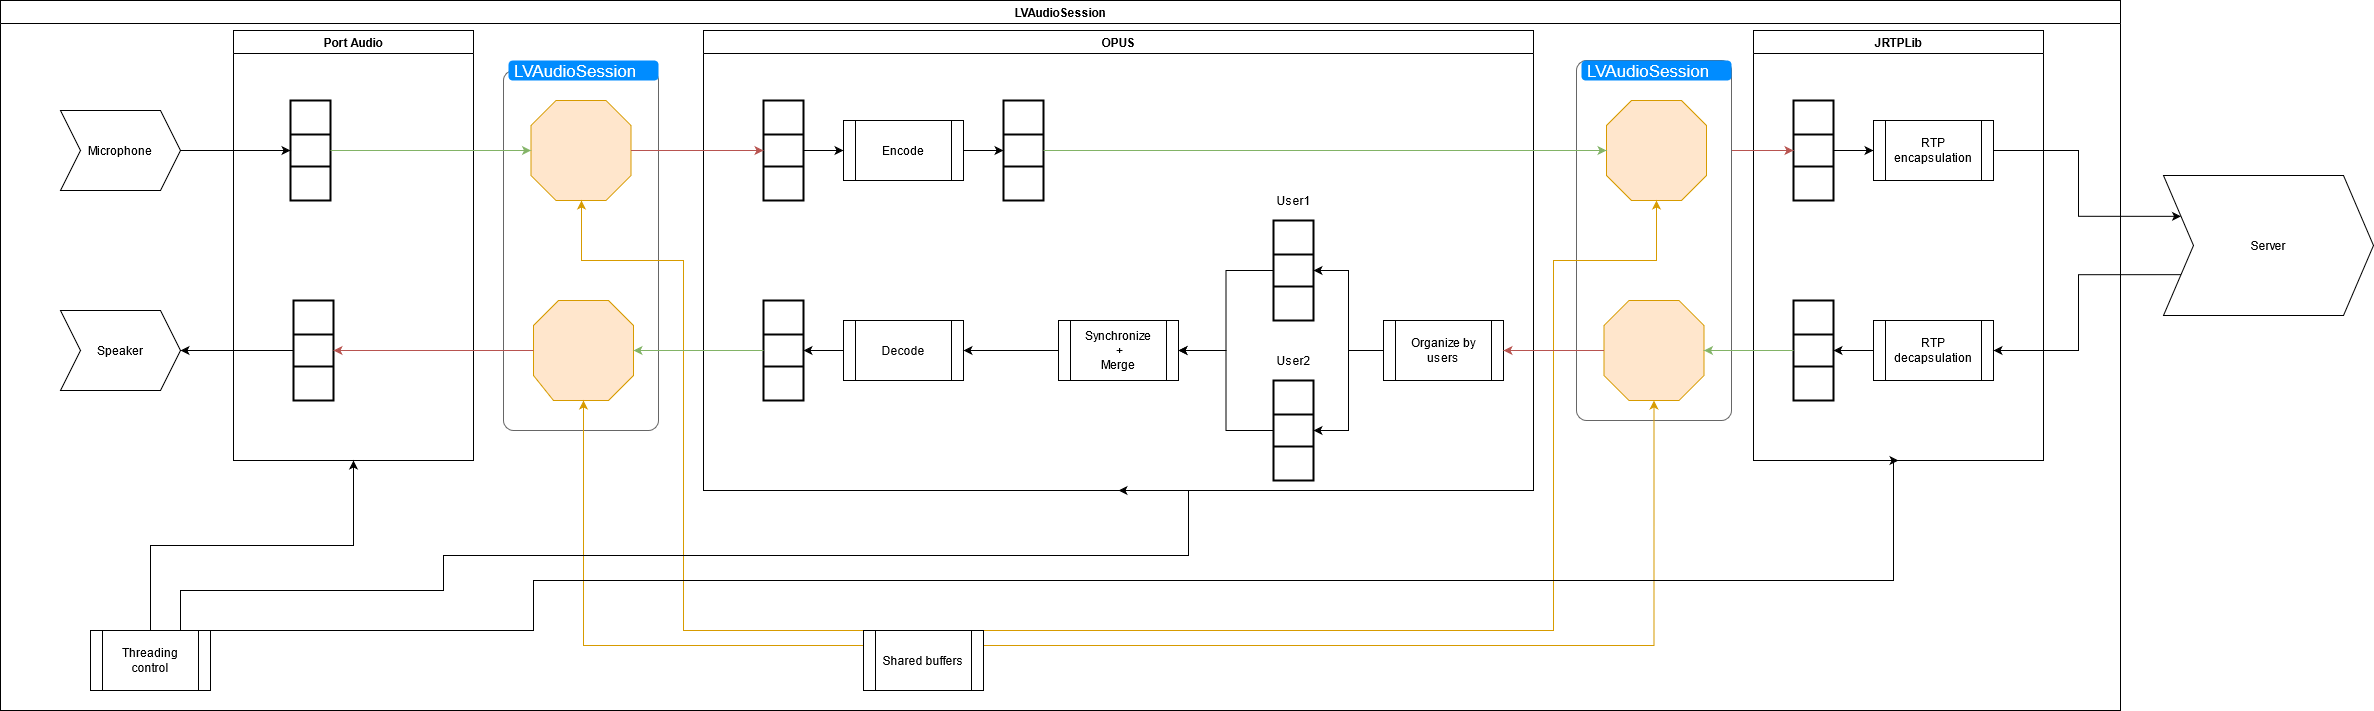 LVAudioSession
Port Audio
OPUS
JRTPLib
LVAudioSession
LVAudioSession
Microphone
Encode
RTP
encapsulation
User1
Server
Speaker
Decode
Synchronize
+
Merge
User2
Organize by
users
RTP
decapsulation
Threading
control
Shared buffers